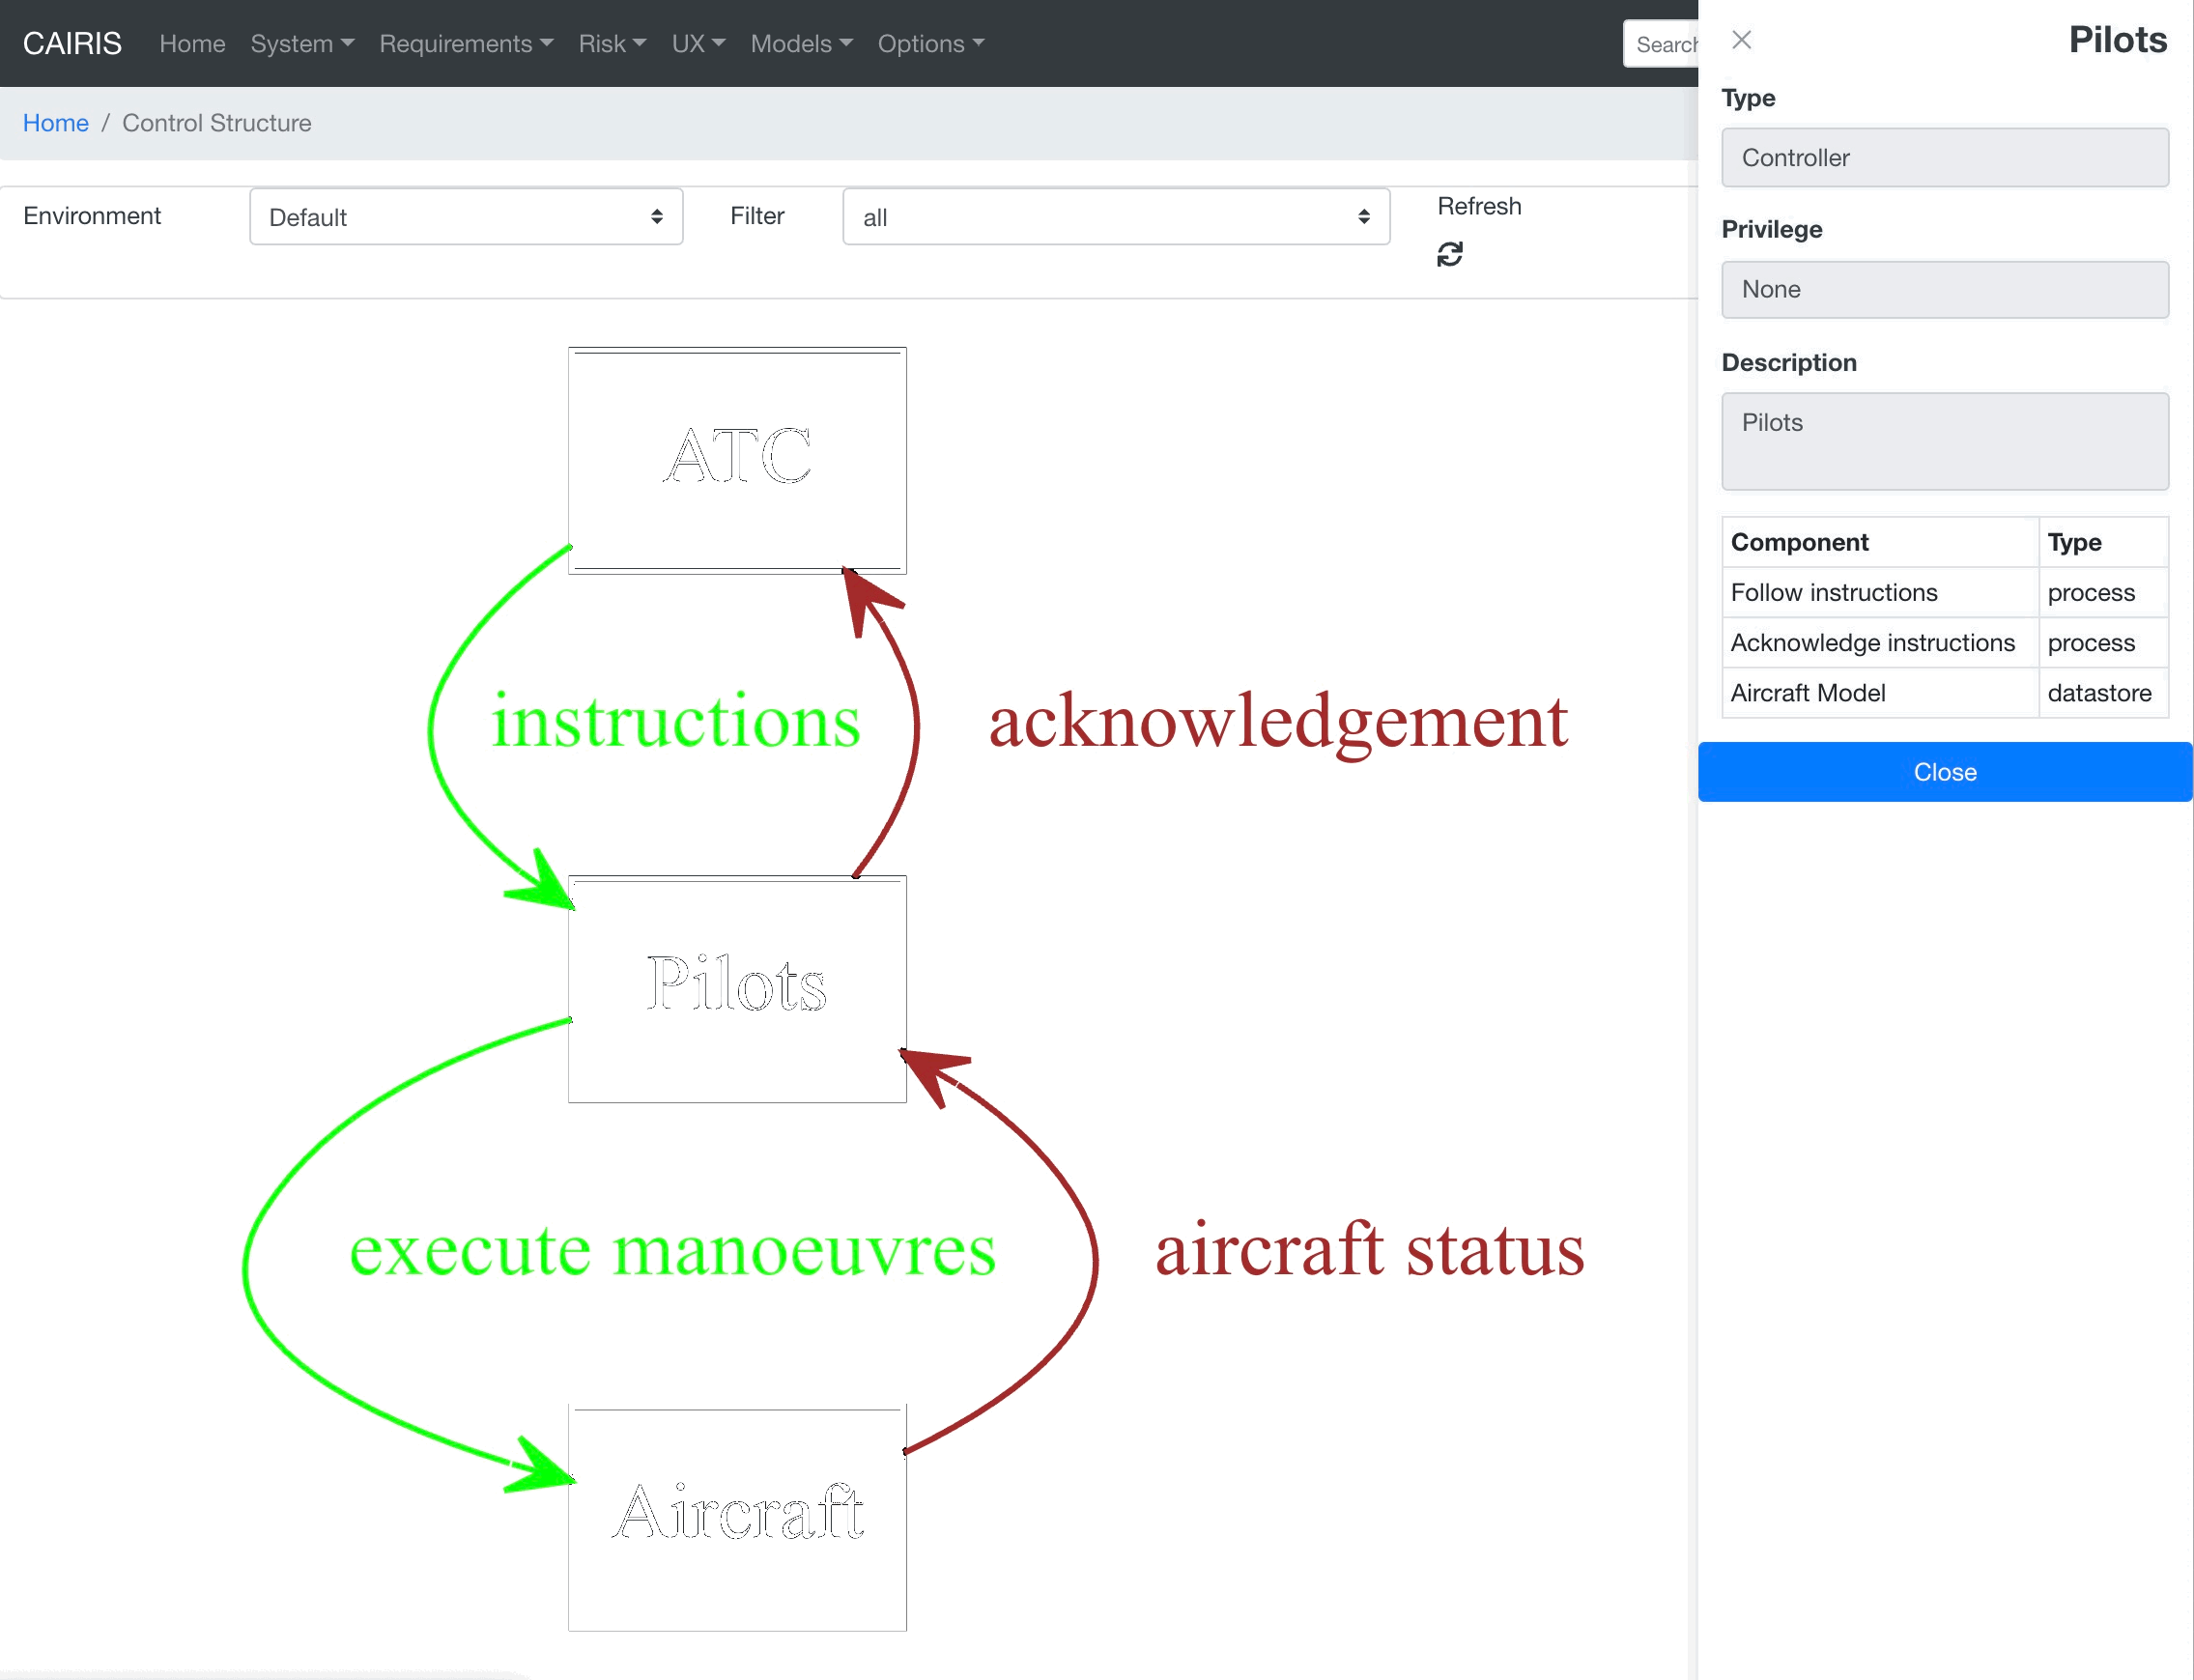 CAIRIS Home System Requirements Risk UX Models Options
Search
Home / Control Structure
Environment Default Filter all Refresh
ATC
instructions acknowledgement
Pilots
execute manoeuvres aircraft status
Aircraft
Pilots
Type
Controller
Privilege
None
Description
Pilots
Component Type
Follow instructions process
Acknowledge instructions process
Aircraft Model datastore
Close